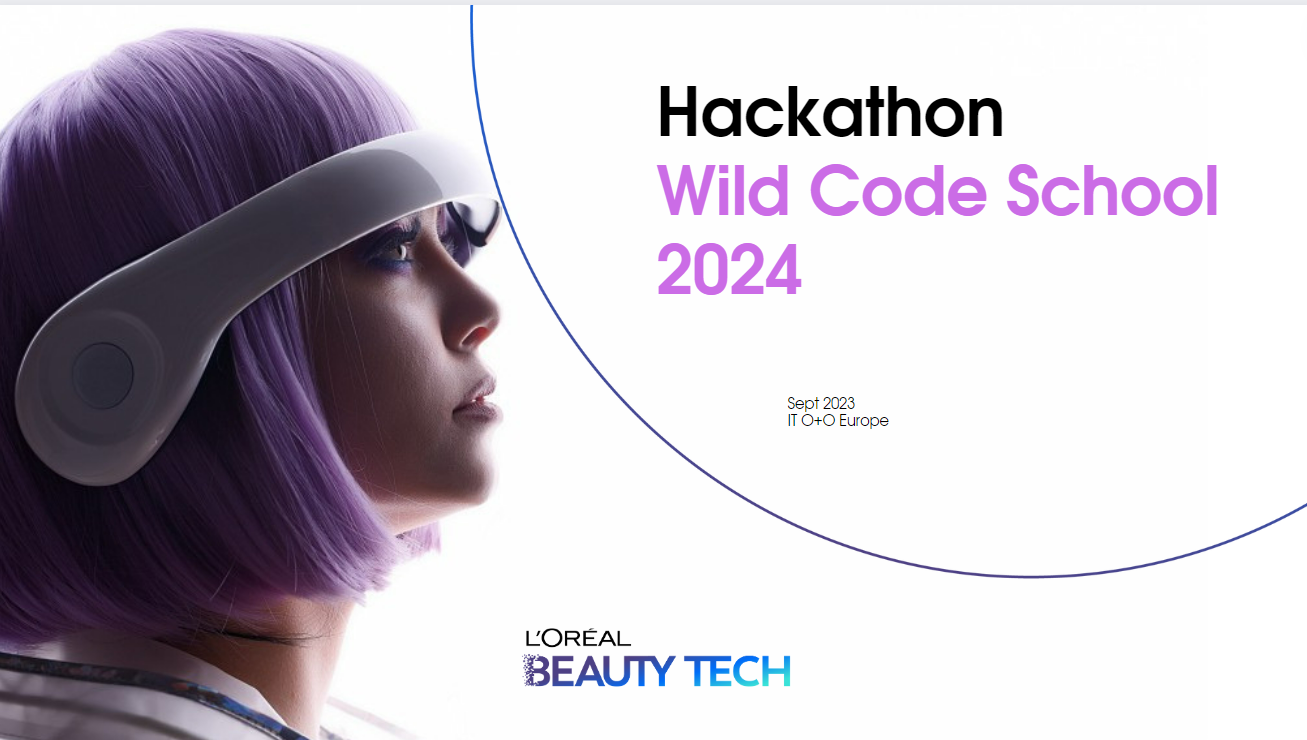 Hackathon
Wild Code School
2024
Sept 2023
IT O+O Europe
L'ORÉAL
BEAUTY TECH